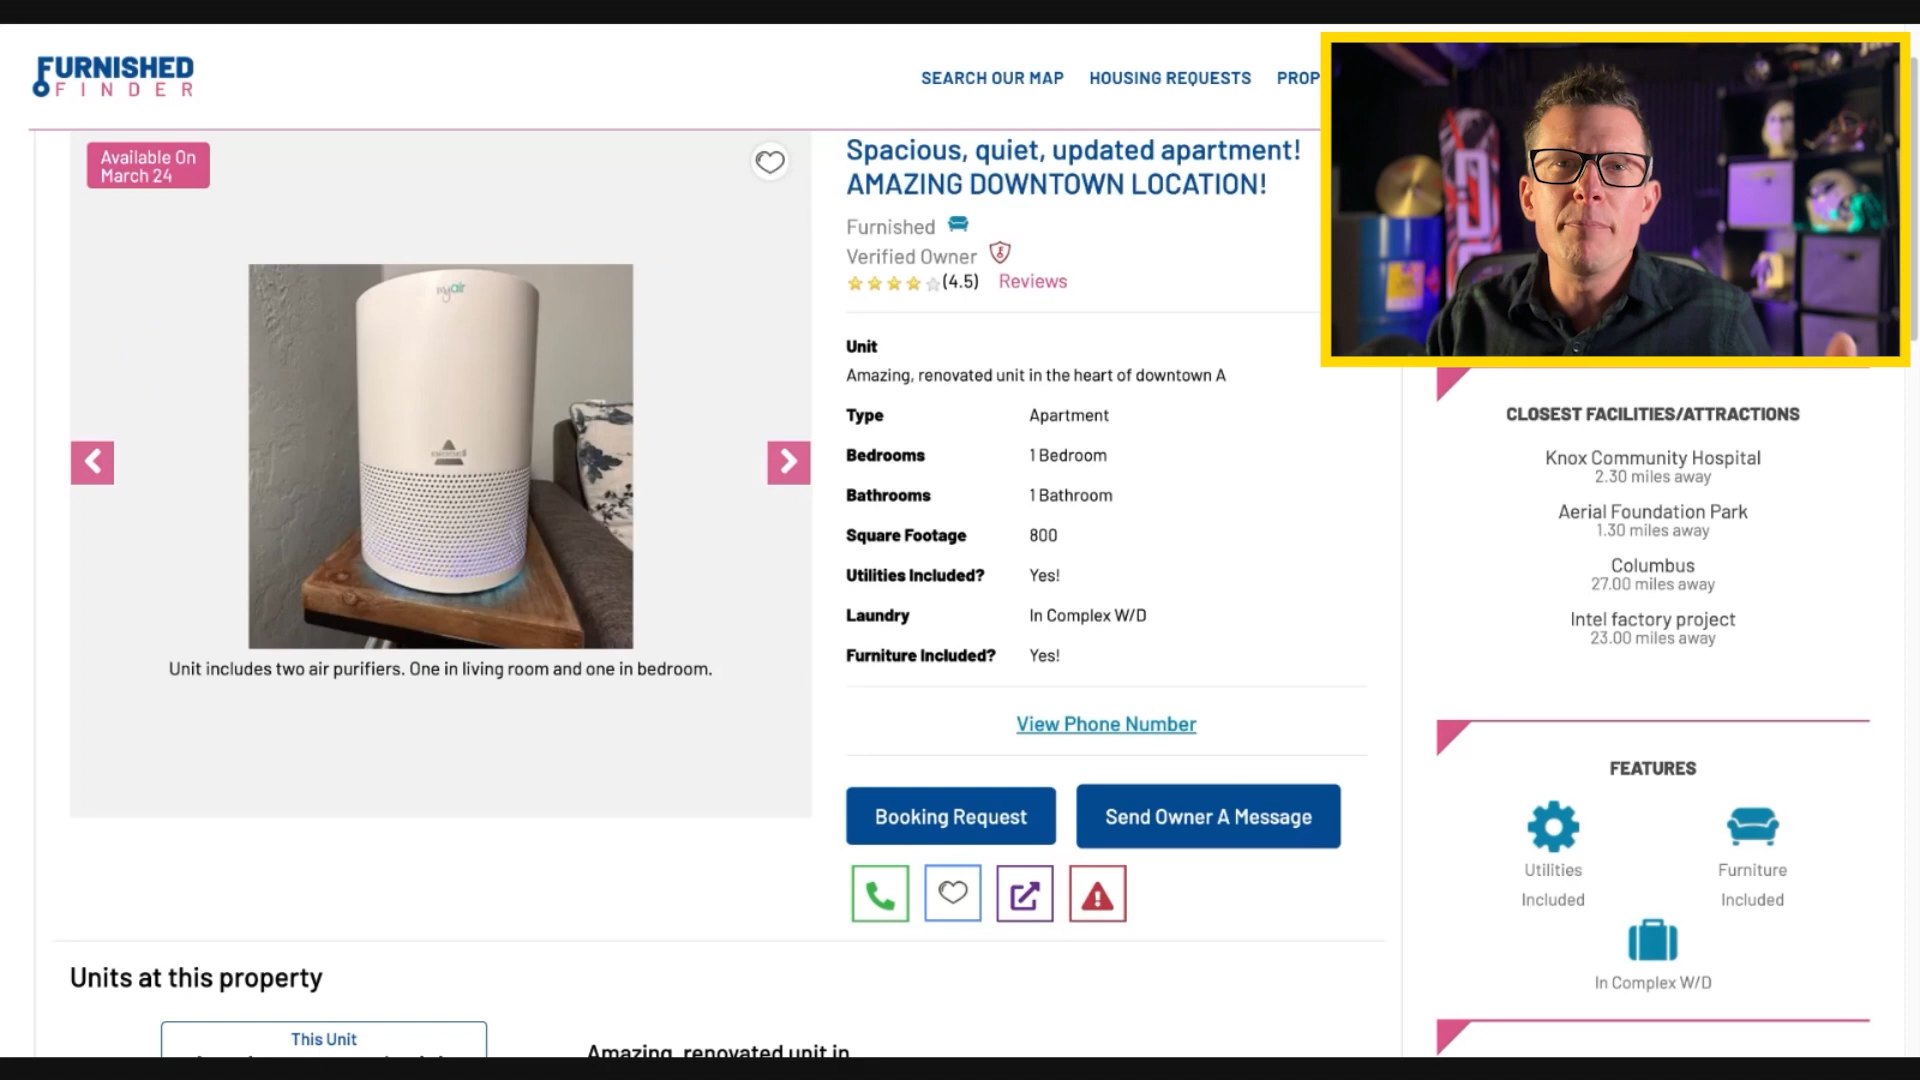 FURNISHED
FINDER
SEARCH OUR MAP
HOUSING REQUESTS
PROP
Available On
March 24
myair
Unit includes two air purifiers. One in living room and one in bedroom.
Spacious, quiet, updated apartment!
AMAZING DOWNTOWN LOCATION!
Furnished
Verified Owner
(4.5) Reviews
Unit
Amazing, renovated unit in the heart of downtown A
Type Apartment
Bedrooms 1 Bedroom
Bathrooms 1 Bathroom
Square Footage 800
Utilities Included? Yes!
Laundry In Complex W/D
Furniture Included? Yes!
View Phone Number
Booking Request
Send Owner A Message
CLOSEST FACILITIES/ATTRACTIONS
Knox Community Hospital
2.30 miles away
Aerial Foundation Park
1.30 miles away
Columbus
27.00 miles away
Intel factory project
23.00 miles away
FEATURES
Utilities
Included
Furniture
Included
In Complex W/D
Units at this property
This Unit
Amazing, renovated unit in